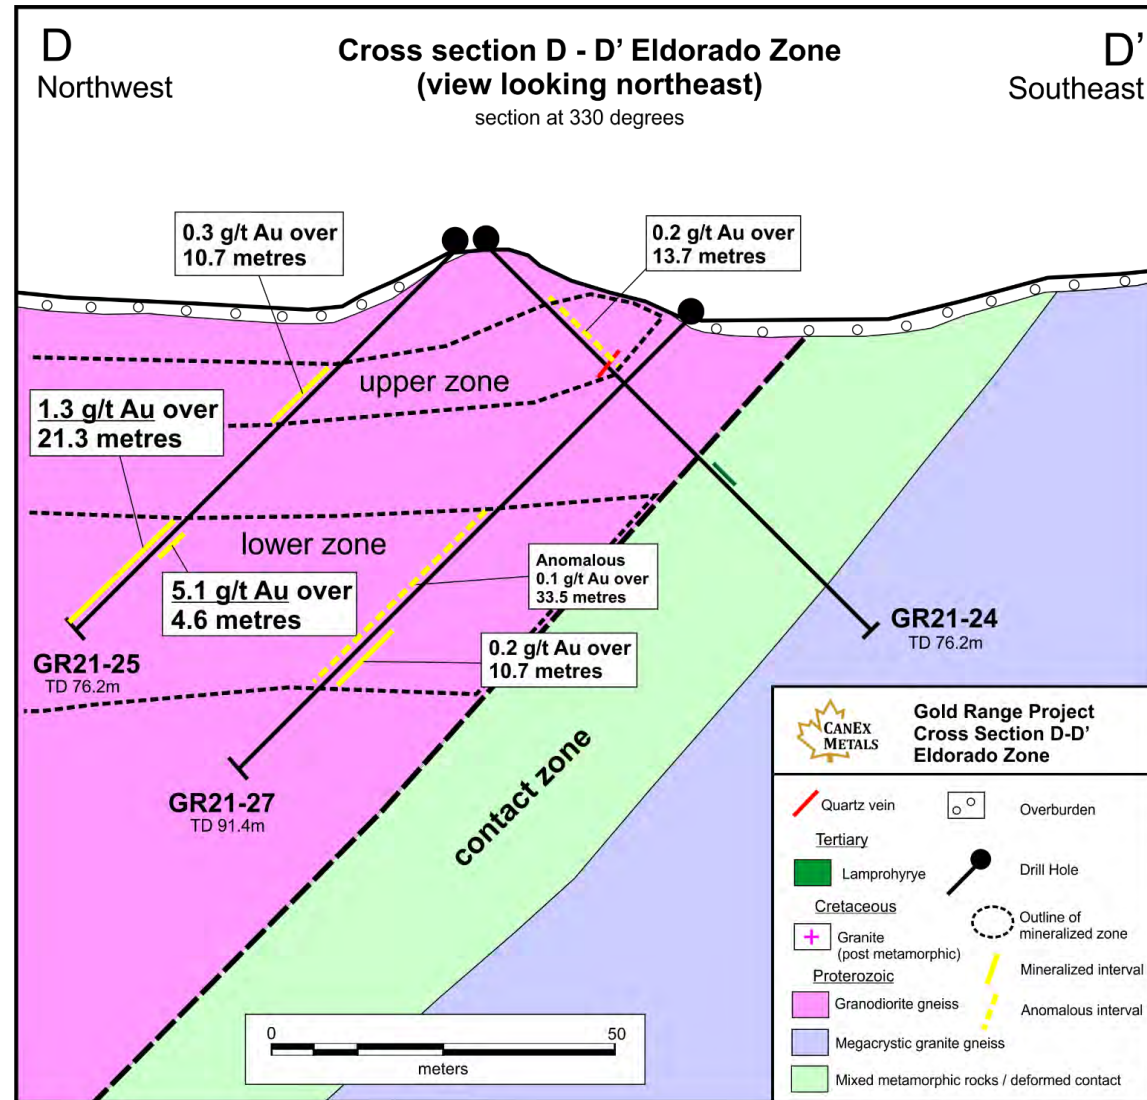 D
Northwest
Cross section D - D' Eldorado Zone
(view looking northeast)
section at 330 degrees
D'
Southeast
0.3 g/t Au over
10.7 metres
0.2 g/t Au over
13.7 metres
upper zone
1.3 g/t Au over
21.3 metres
lower zone
Anomalous
0.1 g/t Au over
33.5 metres
5.1 g/t Au over
4.6 metres
GR21-24
TD 76.2m
0.2 g/t Au over
10.7 metres
GR21-25
TD 76.2m
GR21-27
TD 91.4m
contact zone
CANEX
METALS
Gold Range Project
Cross Section D-D'
Eldorado Zone
Quartz vein
Overburden
Tertiary
Lamprohyrye
Drill Hole
Cretaceous
Granite
(post metamorphic)
Outline of
mineralized zone
Proterozoic
Mineralized interval
Granodiorite gneiss
Anomalous interval
Megacrystic granite gneiss
Mixed metamorphic rocks / deformed contact
0 50
meters